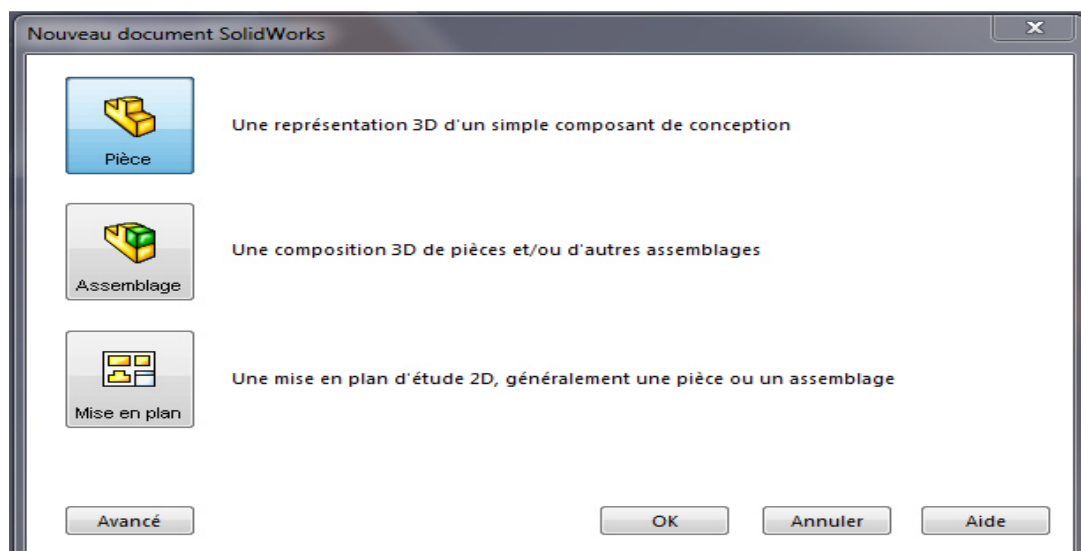 Nouveau document SolidWorks
Pièce
Une représentation 3D d'un simple composant de conception
Assemblage
Une composition 3D de pièces et/ou d'autres assemblages
Mise en plan
Une mise en plan d'étude 2D, généralement une pièce ou un assemblage
Avancé OK Annuler Aide